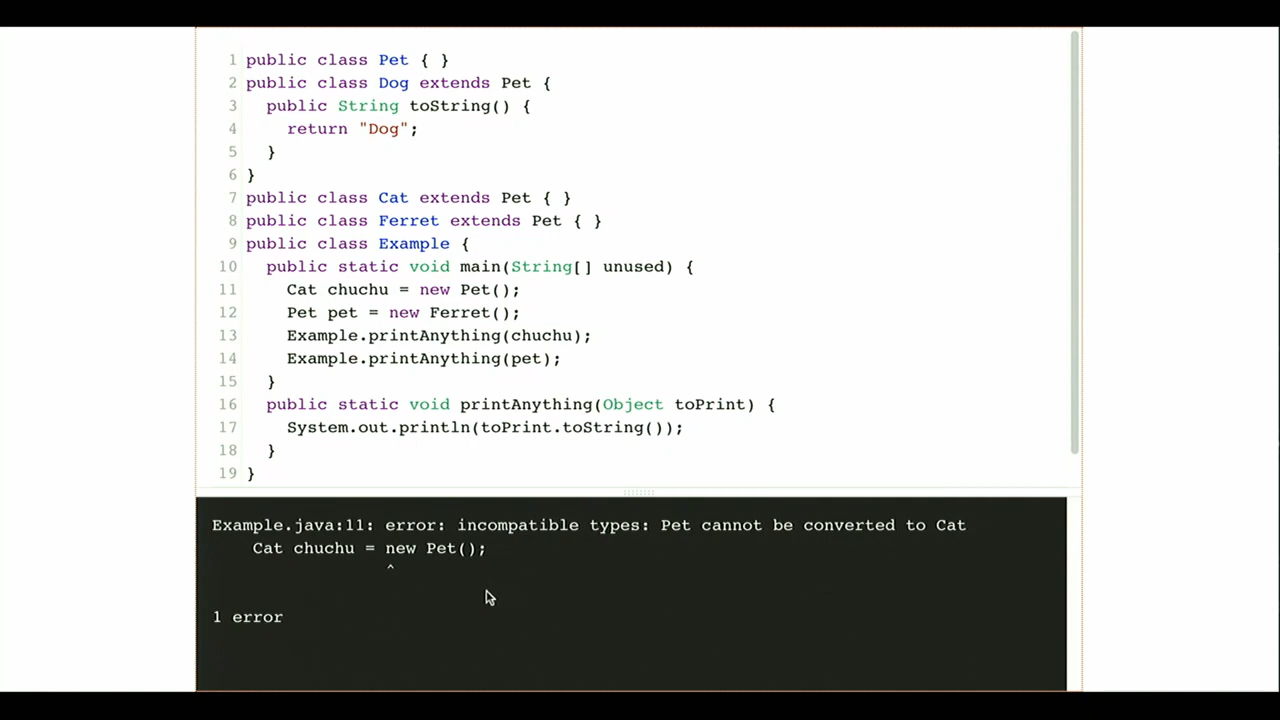 1 public class Pet { }
2 public class Dog extends Pet {
3   public String toString() {
4     return "Dog";
5   }
6 }
7 public class Cat extends Pet { }
8 public class Ferret extends Pet { }
9 public class Example {
10   public static void main(String[] unused) {
11     Cat chuchu = new Pet();
12     Pet pet = new Ferret();
13     Example.printAnything(chuchu);
14     Example.printAnything(pet);
15   }
16   public static void printAnything(Object toPrint) {
17     System.out.println(toPrint.toString());
18   }
19 }
Example.java:11: error: incompatible types: Pet cannot be converted to Cat
    Cat chuchu = new Pet();
                 ^
1 error